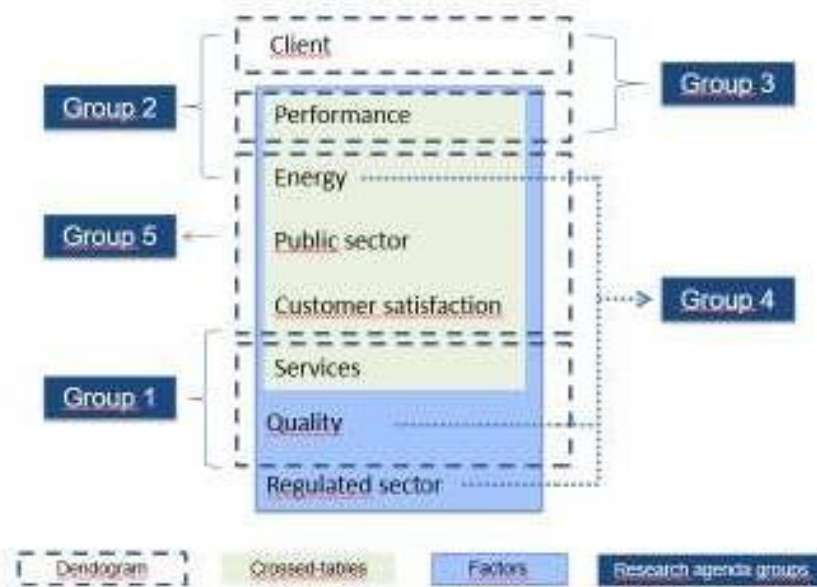 Client
Group 3
Group 2
Performance
Energy
Group 5
Public sector
Customer satisfaction
Group 4
Services
Group 1
Quality
Regulated sector
Dendogram
Crossed-tables
Factors
Research agenda groups